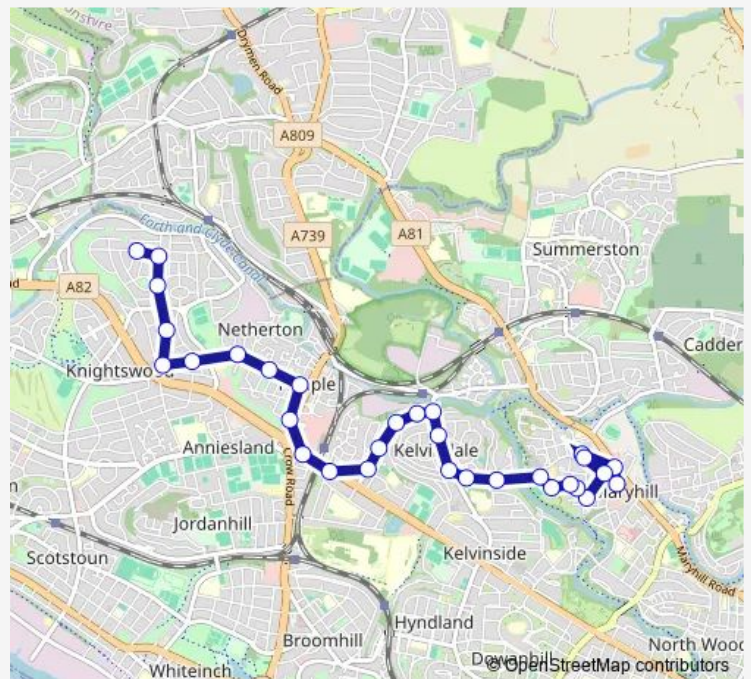 Drymen Road
A809
A739
A81
Summerston
Forth and Clyde Canal
A82
Netherton
Cadder
Anniesland
Crow Road
Jordanhill
Scotstoun
Kelvinside
Maryhill Road
Hyndland
Broomhill
North Wood
Whiteinch
© OpenStreetMap contributors